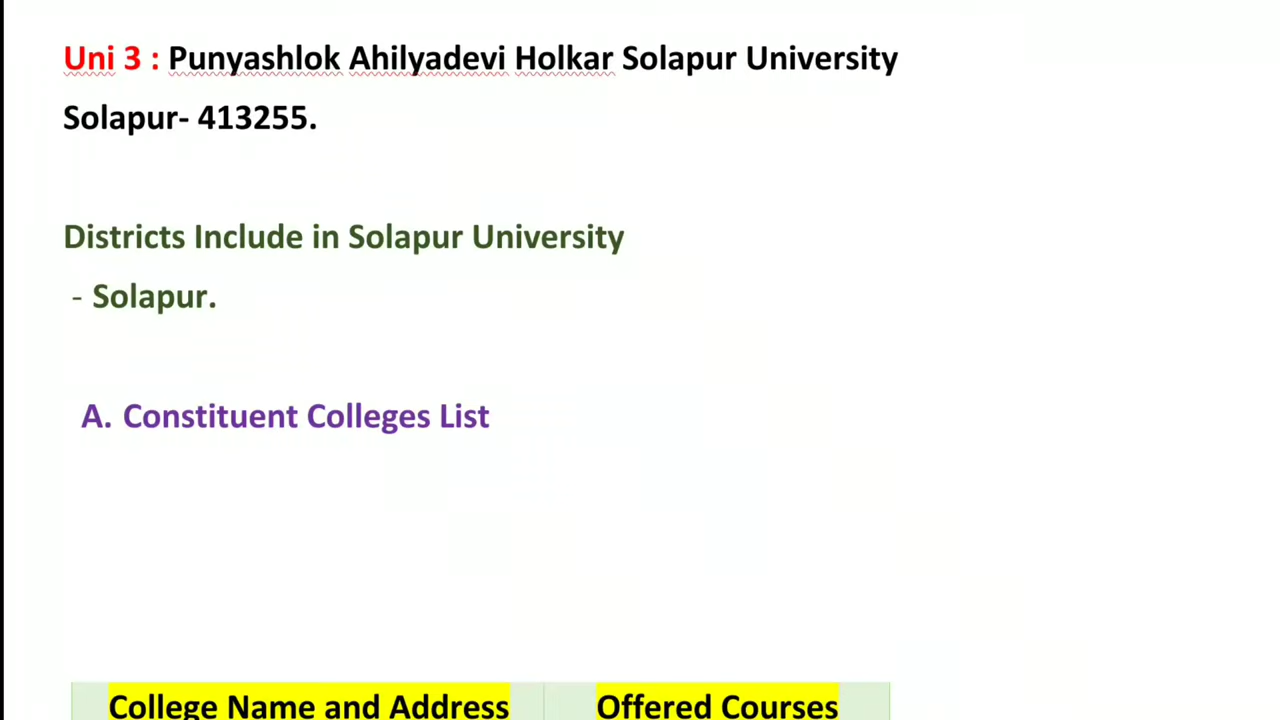 Uni 3 : Punyashlok Ahilyadevi Holkar Solapur University
Solapur- 413255.
Districts Include in Solapur University
- Solapur.
A. Constituent Colleges List
College Name and Address Offered Courses